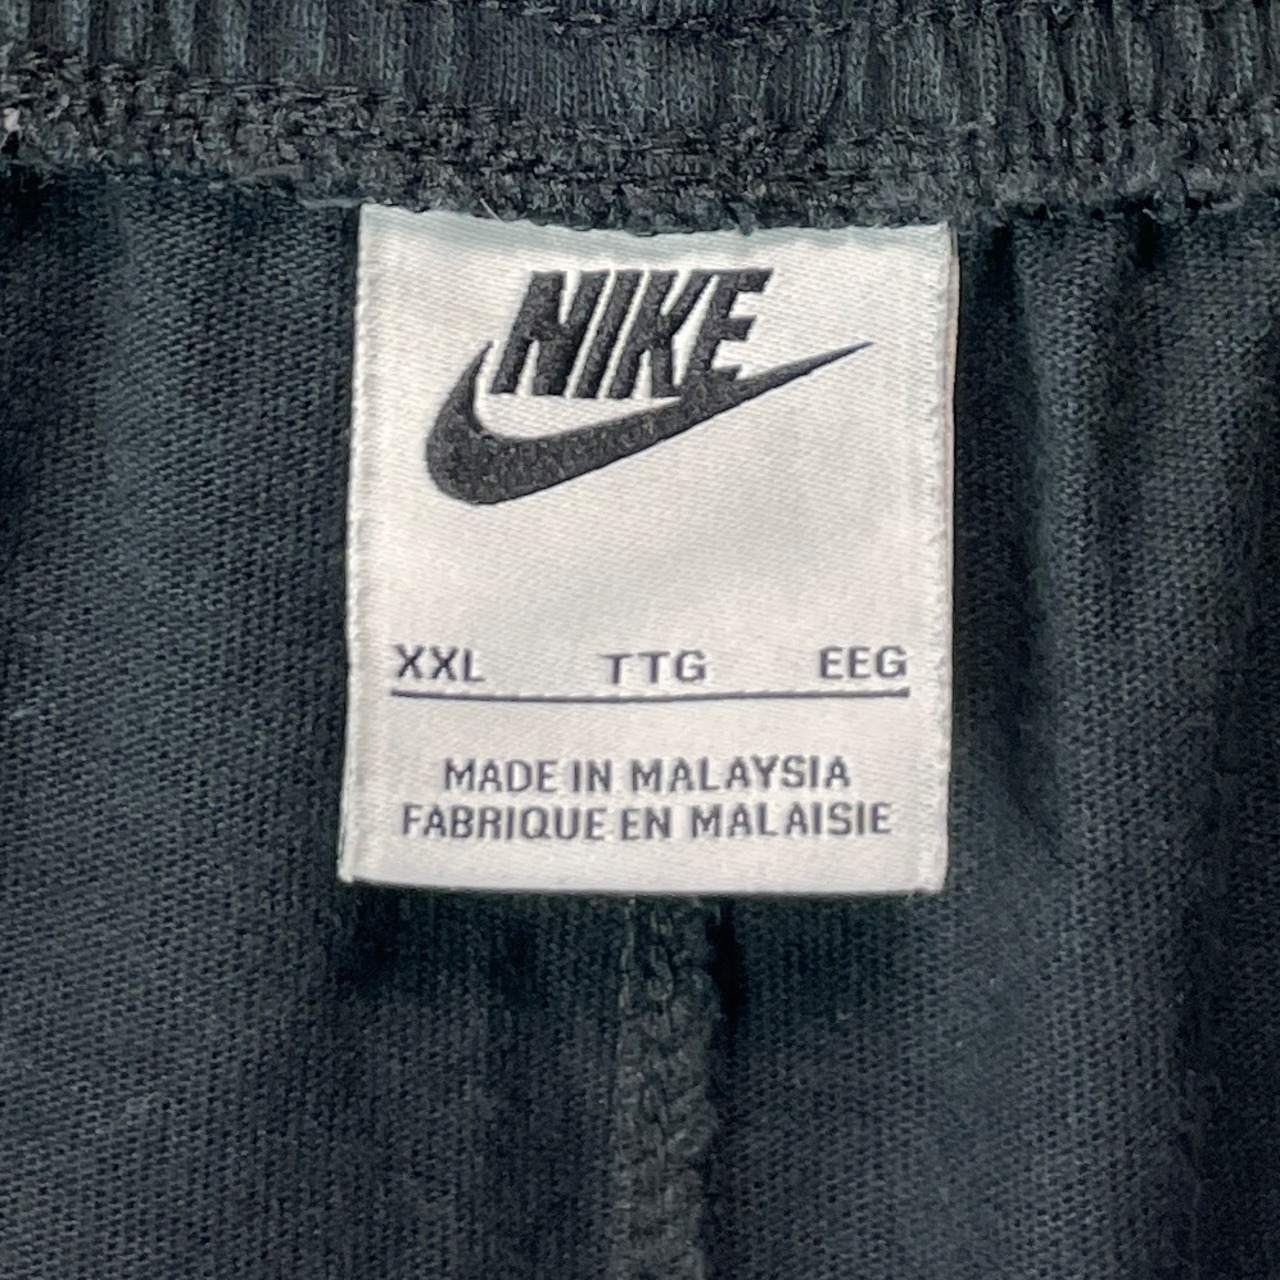 NIKE
XXL TTG EEG
MADE IN MALAYSIA
FABRIQUE EN MALAISIE